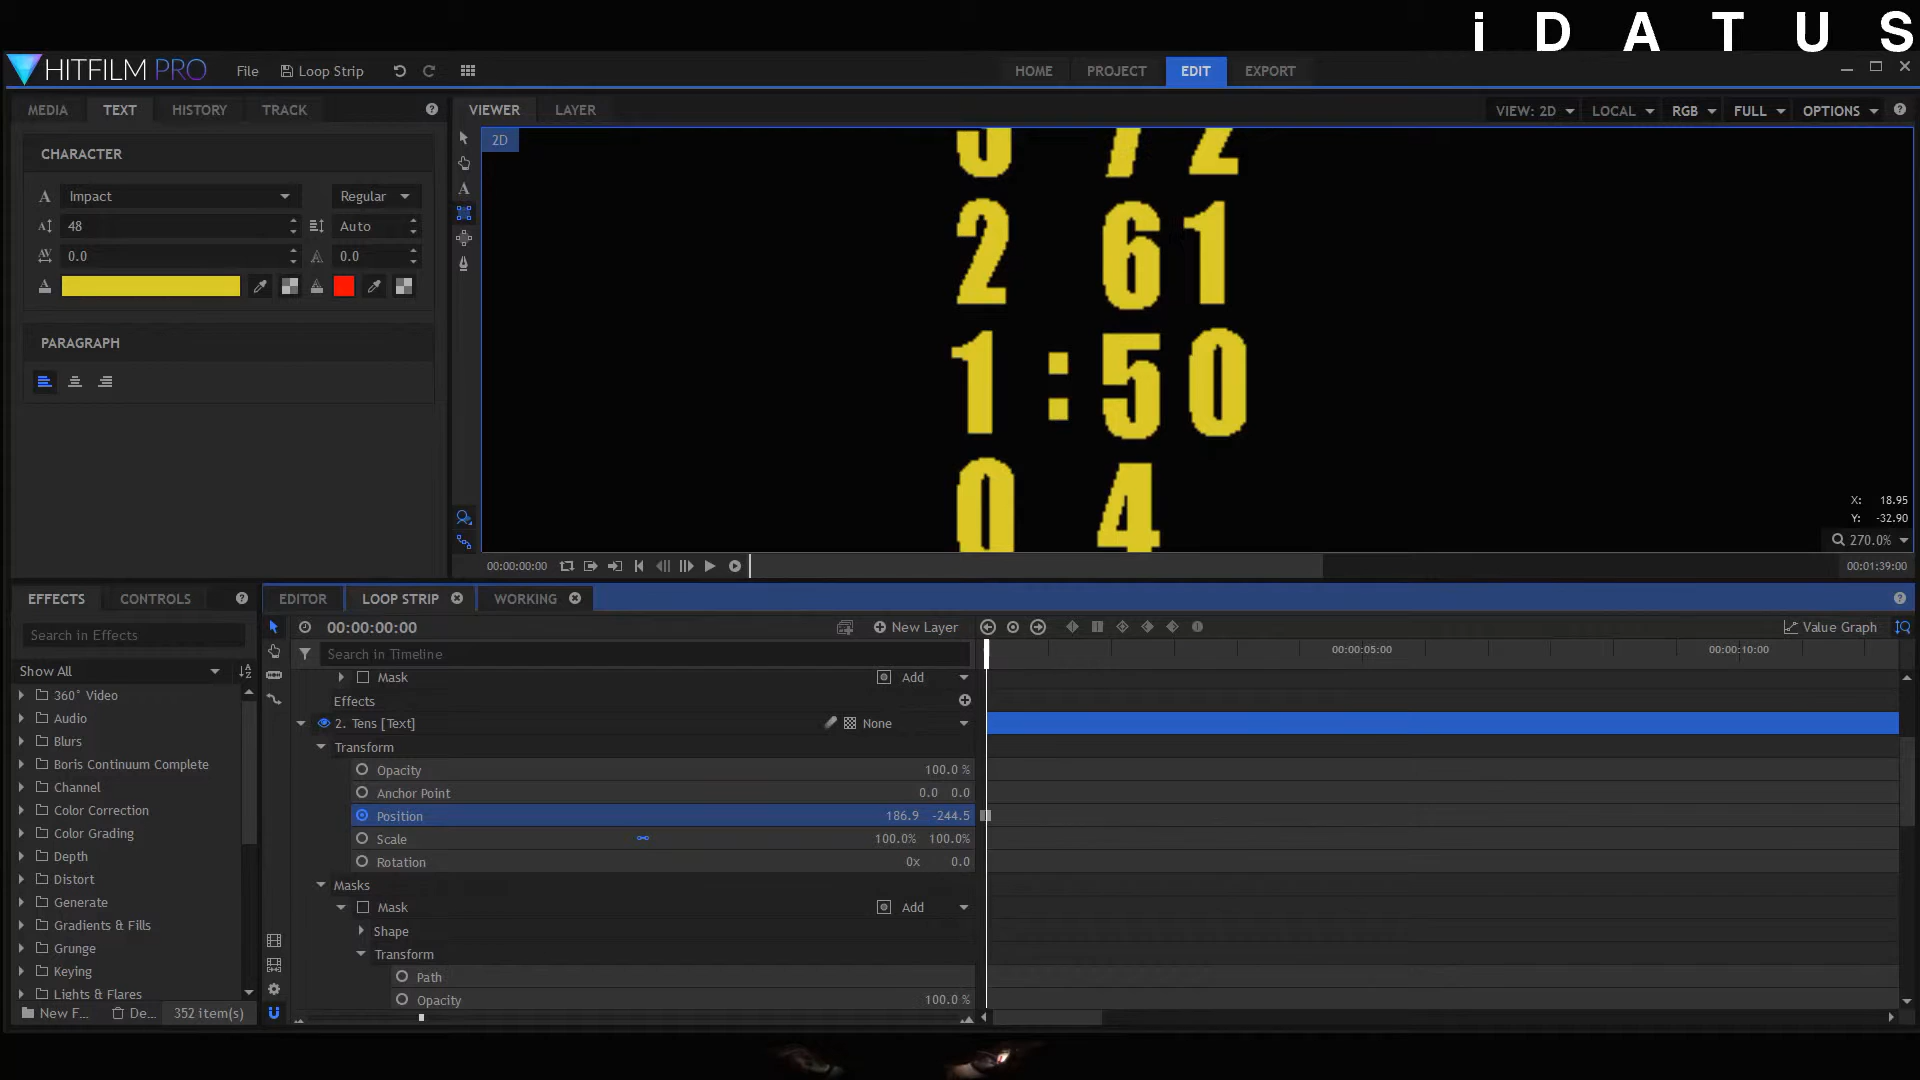 iDATUS
HITFILM PRO File Loop Strip HOME PROJECT EDIT EXPORT
MEDIA TEXT HISTORY TRACK VIEWER LAYER VIEW: 2D LOCAL RGB FULL OPTIONS
2D
CHARACTER
Impact Regular
48 Auto
0.0 0.0
PARAGRAPH
3 72
2 61
1 : 50
0 4
X: 18.95
Y: -32.90
270.0%
00:00:00:00 00:01:39:00
EFFECTS CONTROLS EDITOR LOOP STRIP WORKING
00:00:00:00 New Layer Value Graph
Search in Effects
Search in Timeline 00:00:05:00 00:00:10:00
Show All
Mask Add
360° Video
Effects
Audio
2. Tens [Text] None
Blurs
Transform
Boris Continuum Complete
Opacity 100.0 %
Channel
Anchor Point 0.0 0.0
Color Correction
Position 186.9 -244.5
Color Grading
Scale 100.0% 100.0%
Depth
Rotation 0x 0.0
Distort
Masks
Generate
Mask Add
Gradients & Fills
Shape
Grunge
Transform
Keying
Path
Lights & Flares
Opacity 100.0 %
New F... De... 352 item(s)